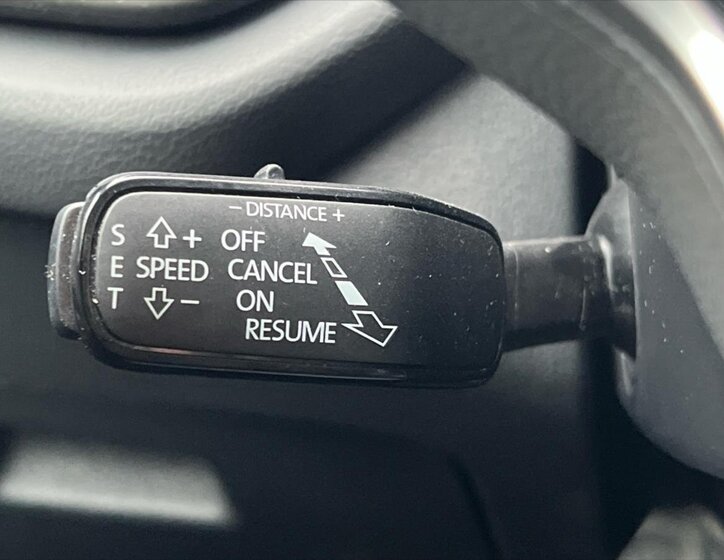 − DISTANCE +
S + OFF
E SPEED CANCEL
T − ON
RESUME